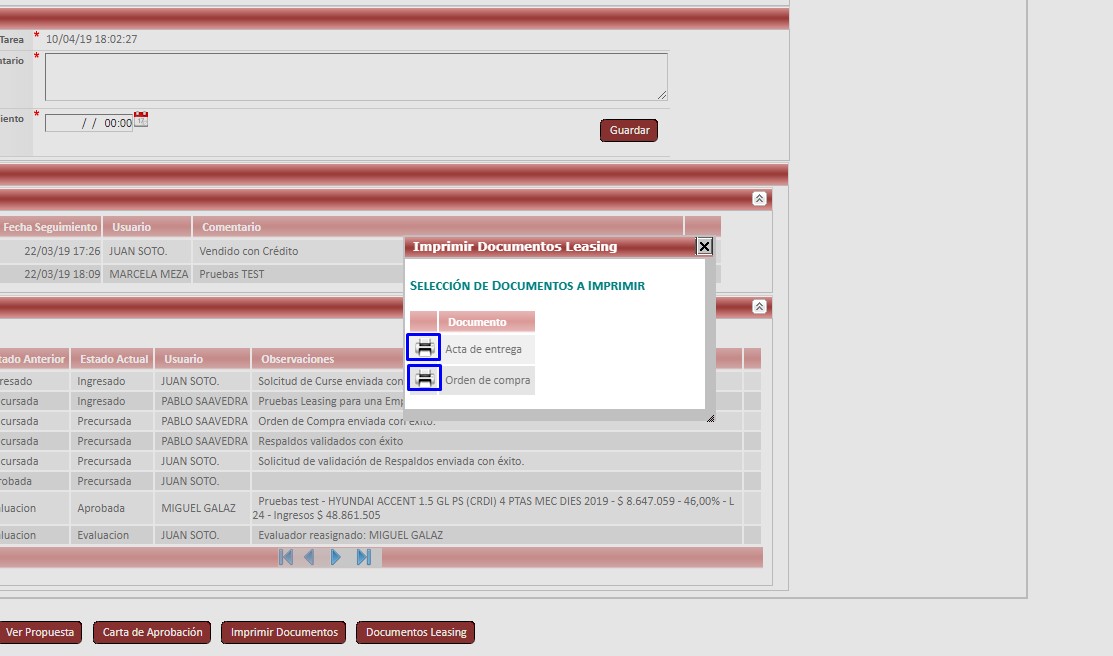 Tarea * 10/04/19 18:02:27
ntario *
iento * / / 00:00
Guardar
Fecha Seguimiento Usuario Comentario
22/03/19 17:26 JUAN SOTO. Vendido con Crédito
22/03/19 18:09 MARCELA MEZA Pruebas TEST
Imprimir Documentos Leasing
SELECCIÓN DE DOCUMENTOS A IMPRIMIR
Documento
Acta de entrega
Orden de compra
tado Anterior Estado Actual Usuario Observaciones
resado Ingresado JUAN SOTO. Solcitud de Curse enviada con
cursada Ingresado PABLO SAAVEDRA Pruebas Leasing para una Emp
cursada Precursada PABLO SAAVEDRA Orden de Compra enviada con éxito.
cursada Precursada PABLO SAAVEDRA Respaldos validados con éxito
cursada Precursada JUAN SOTO. Solicitud de validación de Respaldos enviada con éxito.
robada Precursada JUAN SOTO.
luacion Aprobada MIGUEL GALAZ Pruebas test - HYUNDAI ACCENT 1.5 GL PS (CRDI) 4 PTAS MEC DIES 2019 - $ 8.647.059 - 46,00% - L
24 - Ingresos $ 48.861.505
luacion Evaluacion JUAN SOTO. Evaluador reasignado: MIGUEL GALAZ
Ver Propuesta Carta de Aprobación Imprimir Documentos Documentos Leasing